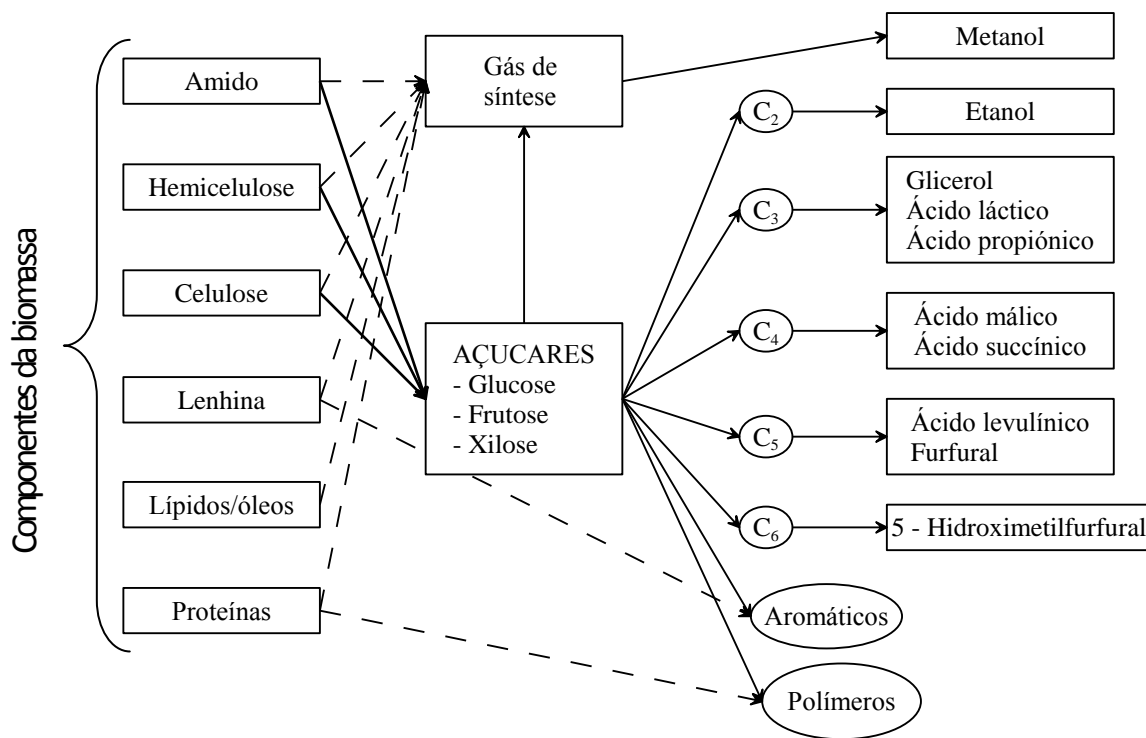 Componentes da biomassa
Amido
Hemicelulose
Celulose
Lenhina
Lípidos/óleos
Proteínas
Gás de
síntese
AÇUCARES
- Glucose
- Frutose
- Xilose
C₂
C₃
C₄
C₅
C₆
Aromáticos
Polímeros
Metanol
Etanol
Glicerol
Ácido láctico
Ácido propiónico
Ácido málico
Ácido succínico
Ácido levulínico
Furfural
5 - Hidroximetilfurfural